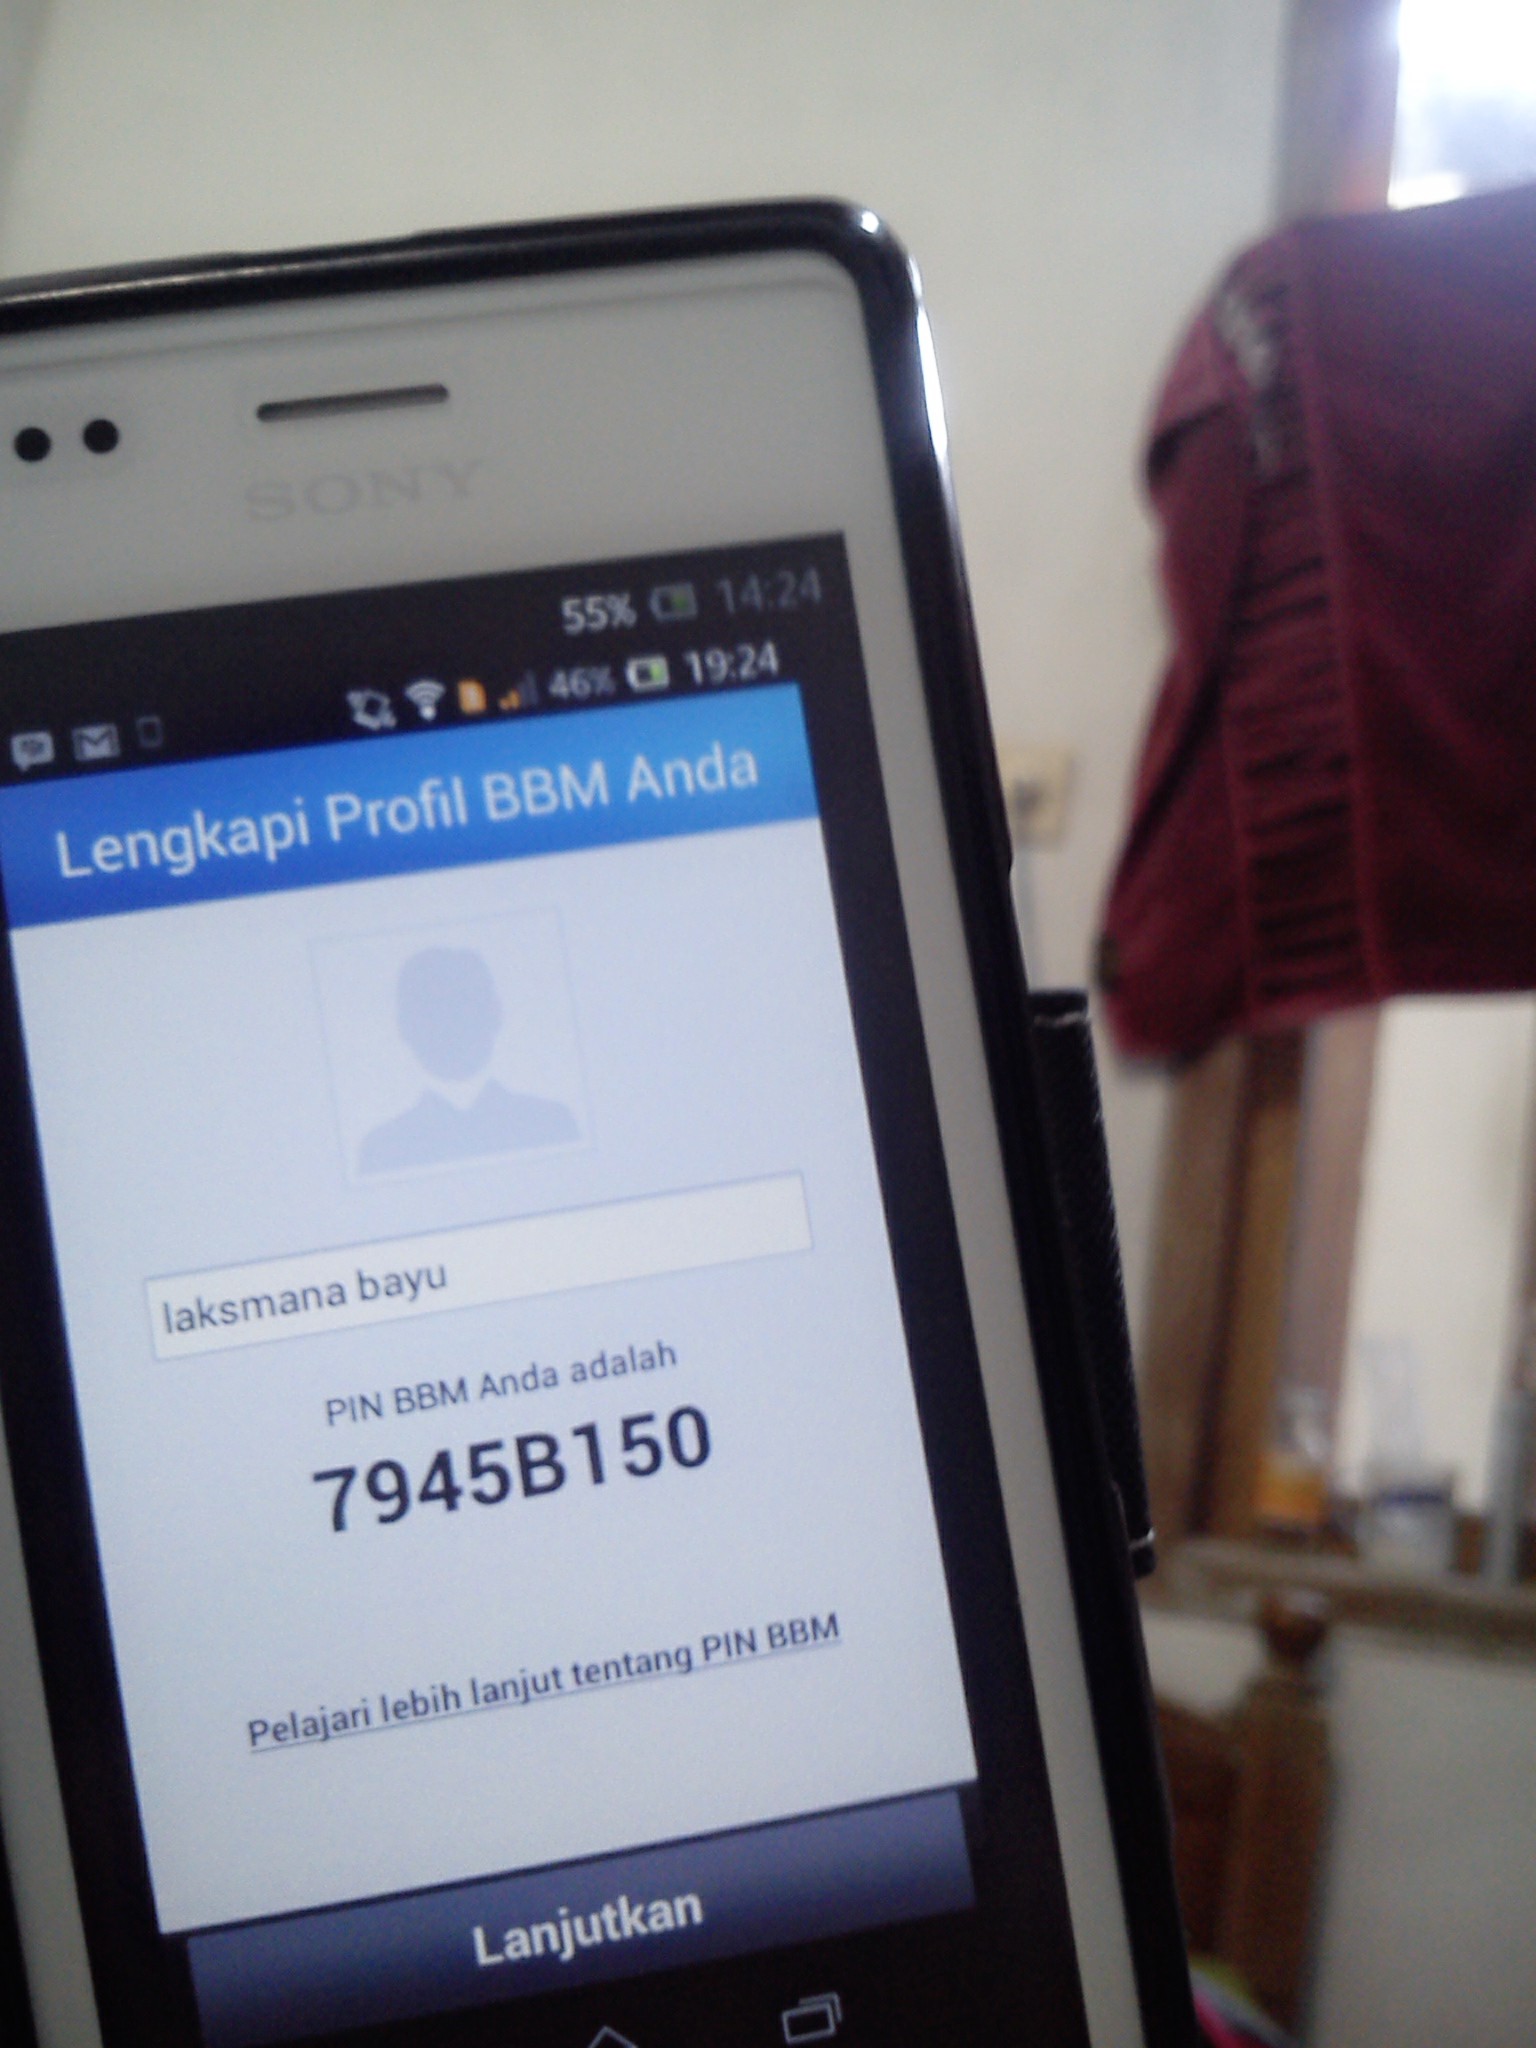 SONY
55% 14:24
46% 19:24
Lengkapi Profil BBM Anda
laksmana bayu
PIN BBM Anda adalah
7945B150
Pelajari lebih lanjut tentang PIN BBM
Lanjutkan